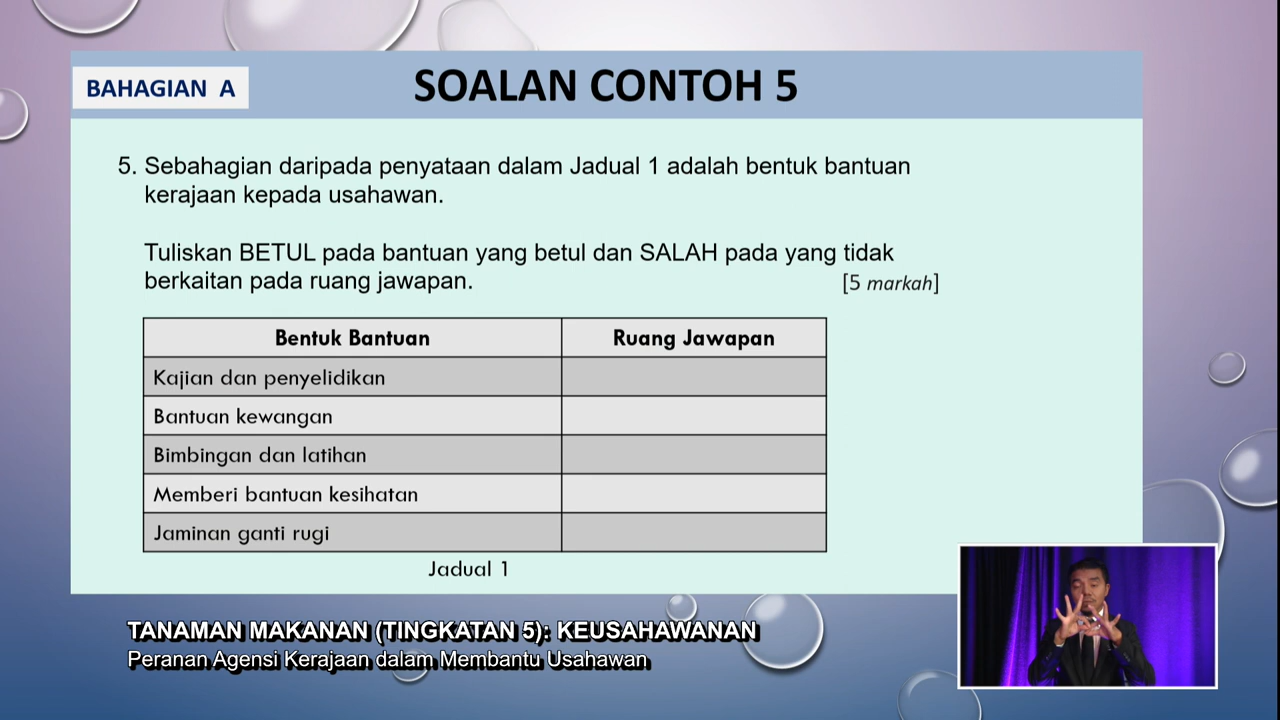 BAHAGIAN A
SOALAN CONTOH 5
5. Sebahagian daripada penyataan dalam Jadual 1 adalah bentuk bantuan
kerajaan kepada usahawan.
Tuliskan BETUL pada bantuan yang betul dan SALAH pada yang tidak
berkaitan pada ruang jawapan.
[5 markah]
Bentuk Bantuan
Ruang Jawapan
Kajian dan penyelidikan
Bantuan kewangan
Bimbingan dan latihan
Memberi bantuan kesihatan
Jaminan ganti rugi
Jadual 1
TANAMAN MAKANAN (TINGKATAN 5): KEUSAHAWANAN
Peranan Agensi Kerajaan dalam Membantu Usahawan